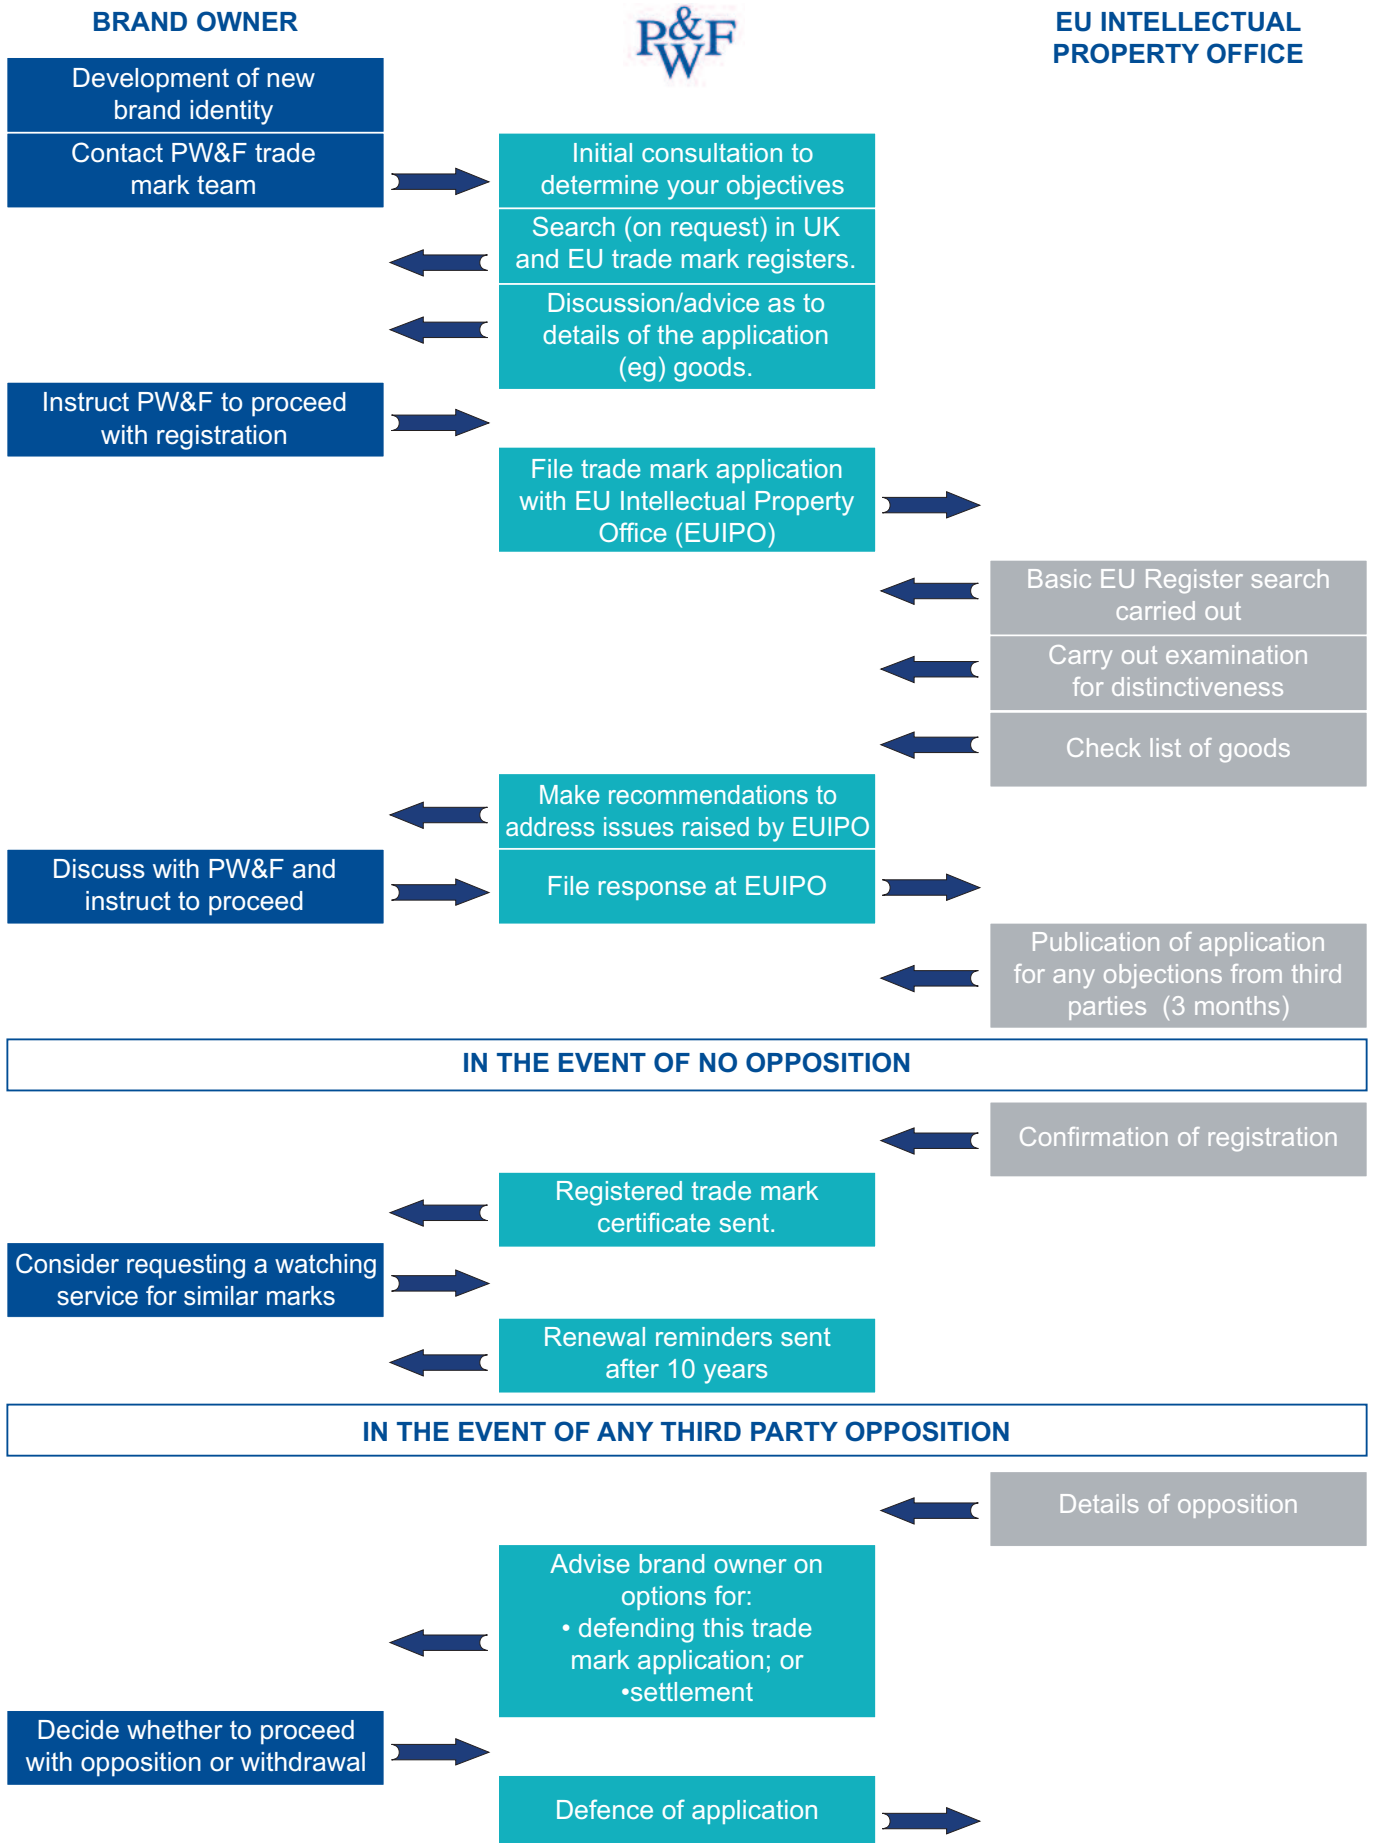 BRAND OWNER
P&WF
EU INTELLECTUAL
PROPERTY OFFICE
Development of new
brand identity
Contact PW&F trade
mark team
Initial consultation to
determine your objectives
Search (on request) in UK
and EU trade mark registers.
Discussion/advice as to
details of the application
(eg) goods.
Instruct PW&F to proceed
with registration
File trade mark application
with EU Intellectual Property
Office (EUIPO)
Basic EU Register search
carried out
Carry out examination
for distinctiveness
Check list of goods
Make recommendations to
address issues raised by EUIPO
Discuss with PW&F and
instruct to proceed
File response at EUIPO
Publication of application
for any objections from third
parties (3 months)
IN THE EVENT OF NO OPPOSITION
Confirmation of registration
Registered trade mark
certificate sent.
Consider requesting a watching
service for similar marks
Renewal reminders sent
after 10 years
IN THE EVENT OF ANY THIRD PARTY OPPOSITION
Details of opposition
Advise brand owner on
options for:
• defending this trade
mark application; or
•settlement
Decide whether to proceed
with opposition or withdrawal
Defence of application